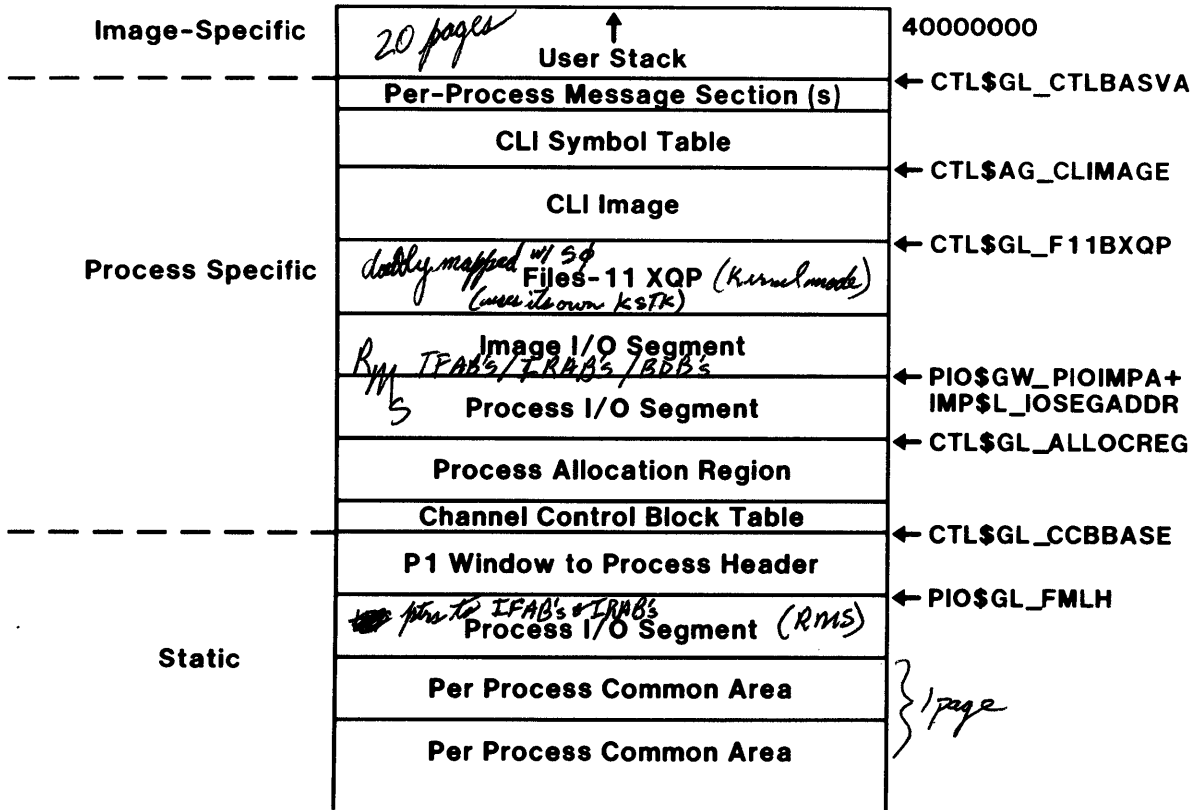 Image-Specific
20 pages
↑
User Stack
40000000
← CTL$GL_CTLBASVA
Per-Process Message Section (s)
CLI Symbol Table
← CTL$AG_CLIMAGE
CLI Image
← CTL$GL_F11BXQP
Process Specific
doubly mapped w/ S0
Files-11 XQP (Kernel mode)
(uses its own KSTK)
Image I/O Segment
RMS IFAB's/IRAB's/BDB's
← PIO$GW_PIOIMPA+
IMP$L_IOSEGADDR
Process I/O Segment
← CTL$GL_ALLOCREG
Process Allocation Region
Channel Control Block Table
← CTL$GL_CCBBASE
P1 Window to Process Header
← PIO$GL_FMLH
ptrs to IFAB's & IRAB's
Process I/O Segment (RMS)
Static
Per Process Common Area
} 1 page
Per Process Common Area